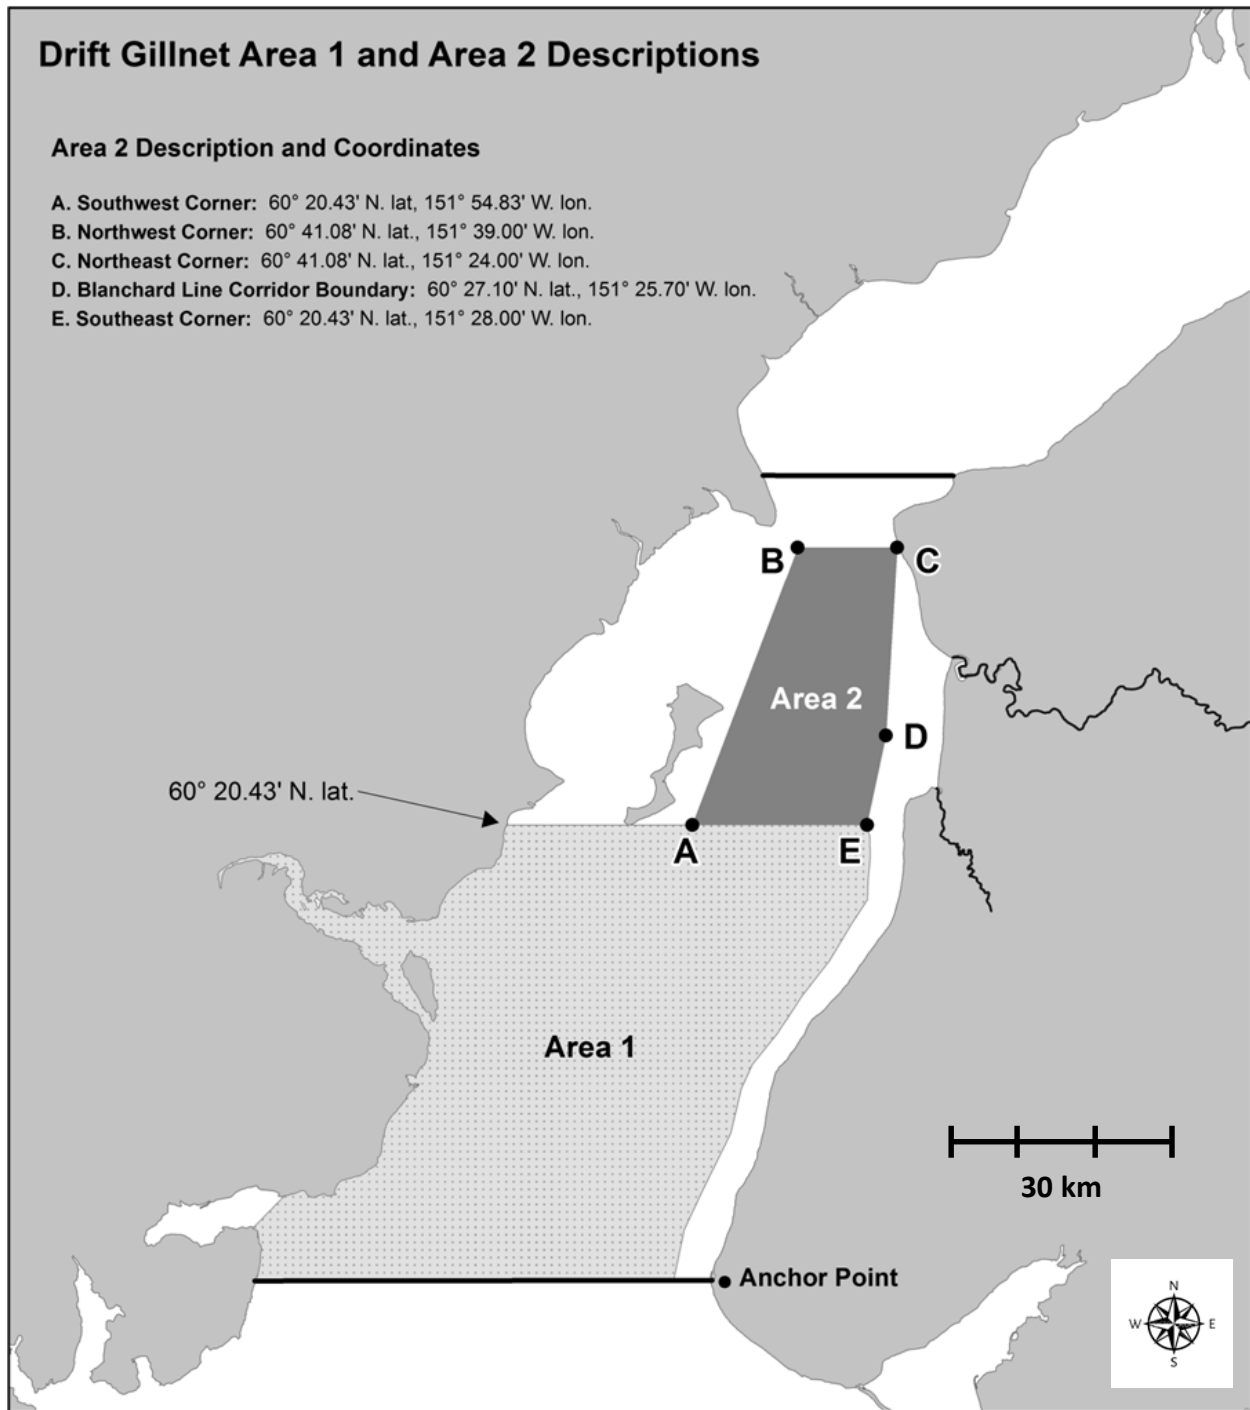 Drift Gillnet Area 1 and Area 2 Descriptions
Area 2 Description and Coordinates
A. Southwest Corner: 60° 20.43' N. lat, 151° 54.83' W. lon.
B. Northwest Corner: 60° 41.08' N. lat., 151° 39.00' W. lon.
C. Northeast Corner: 60° 41.08' N. lat., 151° 24.00' W. lon.
D. Blanchard Line Corridor Boundary: 60° 27.10' N. lat., 151° 25.70' W. lon.
E. Southeast Corner: 60° 20.43' N. lat., 151° 28.00' W. lon.
B
C
Area 2
D
60° 20.43' N. lat.
A
E
Area 1
30 km
Anchor Point
N
W
E
S